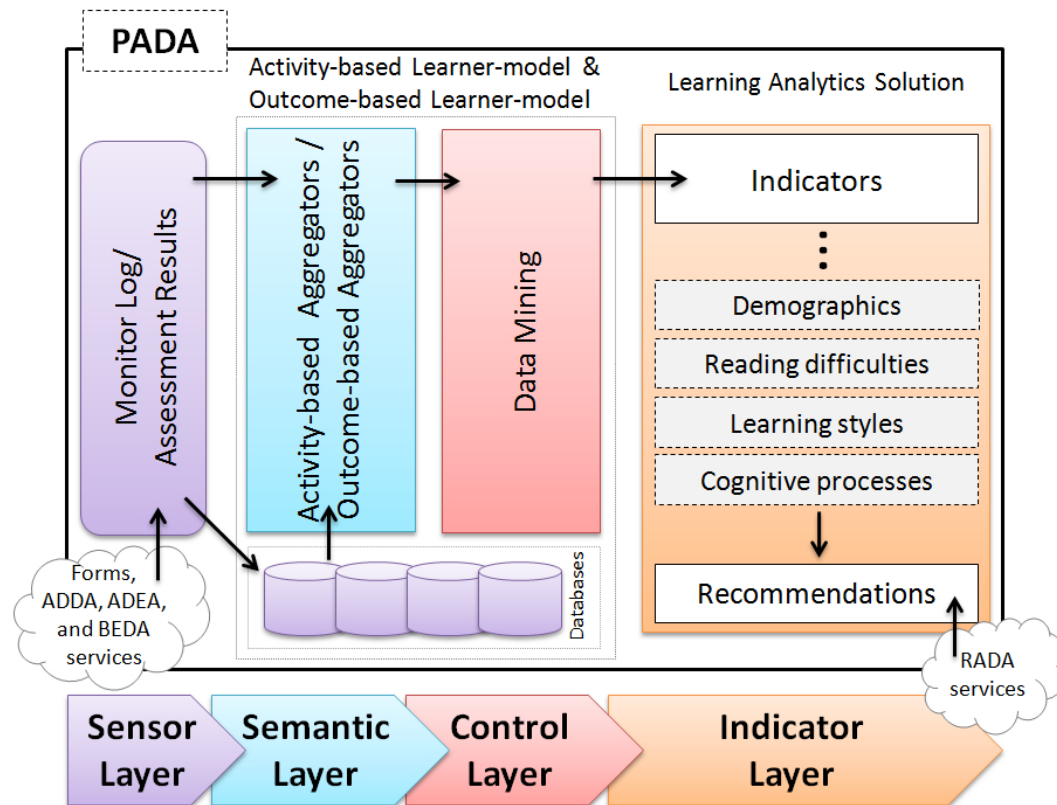 PADA
Activity-based Learner-model &
Outcome-based Learner-model
Learning Analytics Solution
Monitor Log/
Assessment Results
Activity-based Aggregators /
Outcome-based Aggregators
Data Mining
Indicators
Demographics
Reading difficulties
Learning styles
Cognitive processes
Recommendations
Databases
Forms,
ADDA, ADEA,
and BEDA
services
RADA
services
Sensor
Layer
Semantic
Layer
Control
Layer
Indicator
Layer